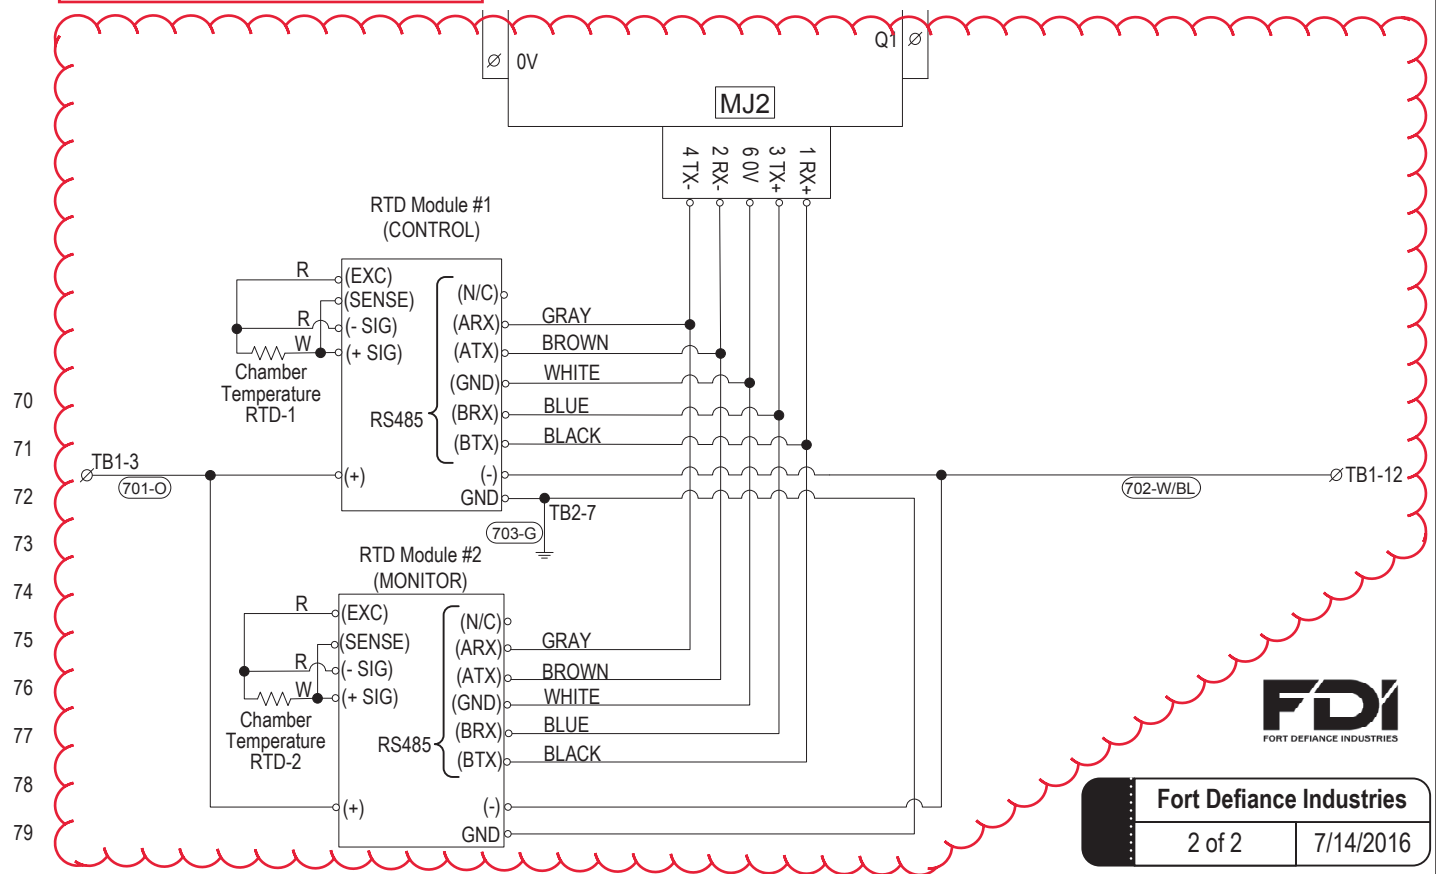 0V
Q1
MJ2
4 TX-
2 RX-
6 0V
3 TX+
1 RX+
RTD Module #1
(CONTROL)
R
(EXC)
(SENSE)
R
(- SIG)
W
(+ SIG)
Chamber
Temperature
RTD-1
RS485
(N/C)
(ARX)
GRAY
(ATX)
BROWN
(GND)
WHITE
(BRX)
BLUE
(BTX)
BLACK
(+)
(-)
GND
TB1-3
701-O
702-W/BL
TB1-12
TB2-7
703-G
RTD Module #2
(MONITOR)
R
(EXC)
(SENSE)
R
(- SIG)
W
(+ SIG)
Chamber
Temperature
RTD-2
RS485
(N/C)
(ARX)
GRAY
(ATX)
BROWN
(GND)
WHITE
(BRX)
BLUE
(BTX)
BLACK
(+)
(-)
GND
70
71
72
73
74
75
76
77
78
79
FDI
FORT DEFIANCE INDUSTRIES
Fort Defiance Industries
2 of 2
7/14/2016